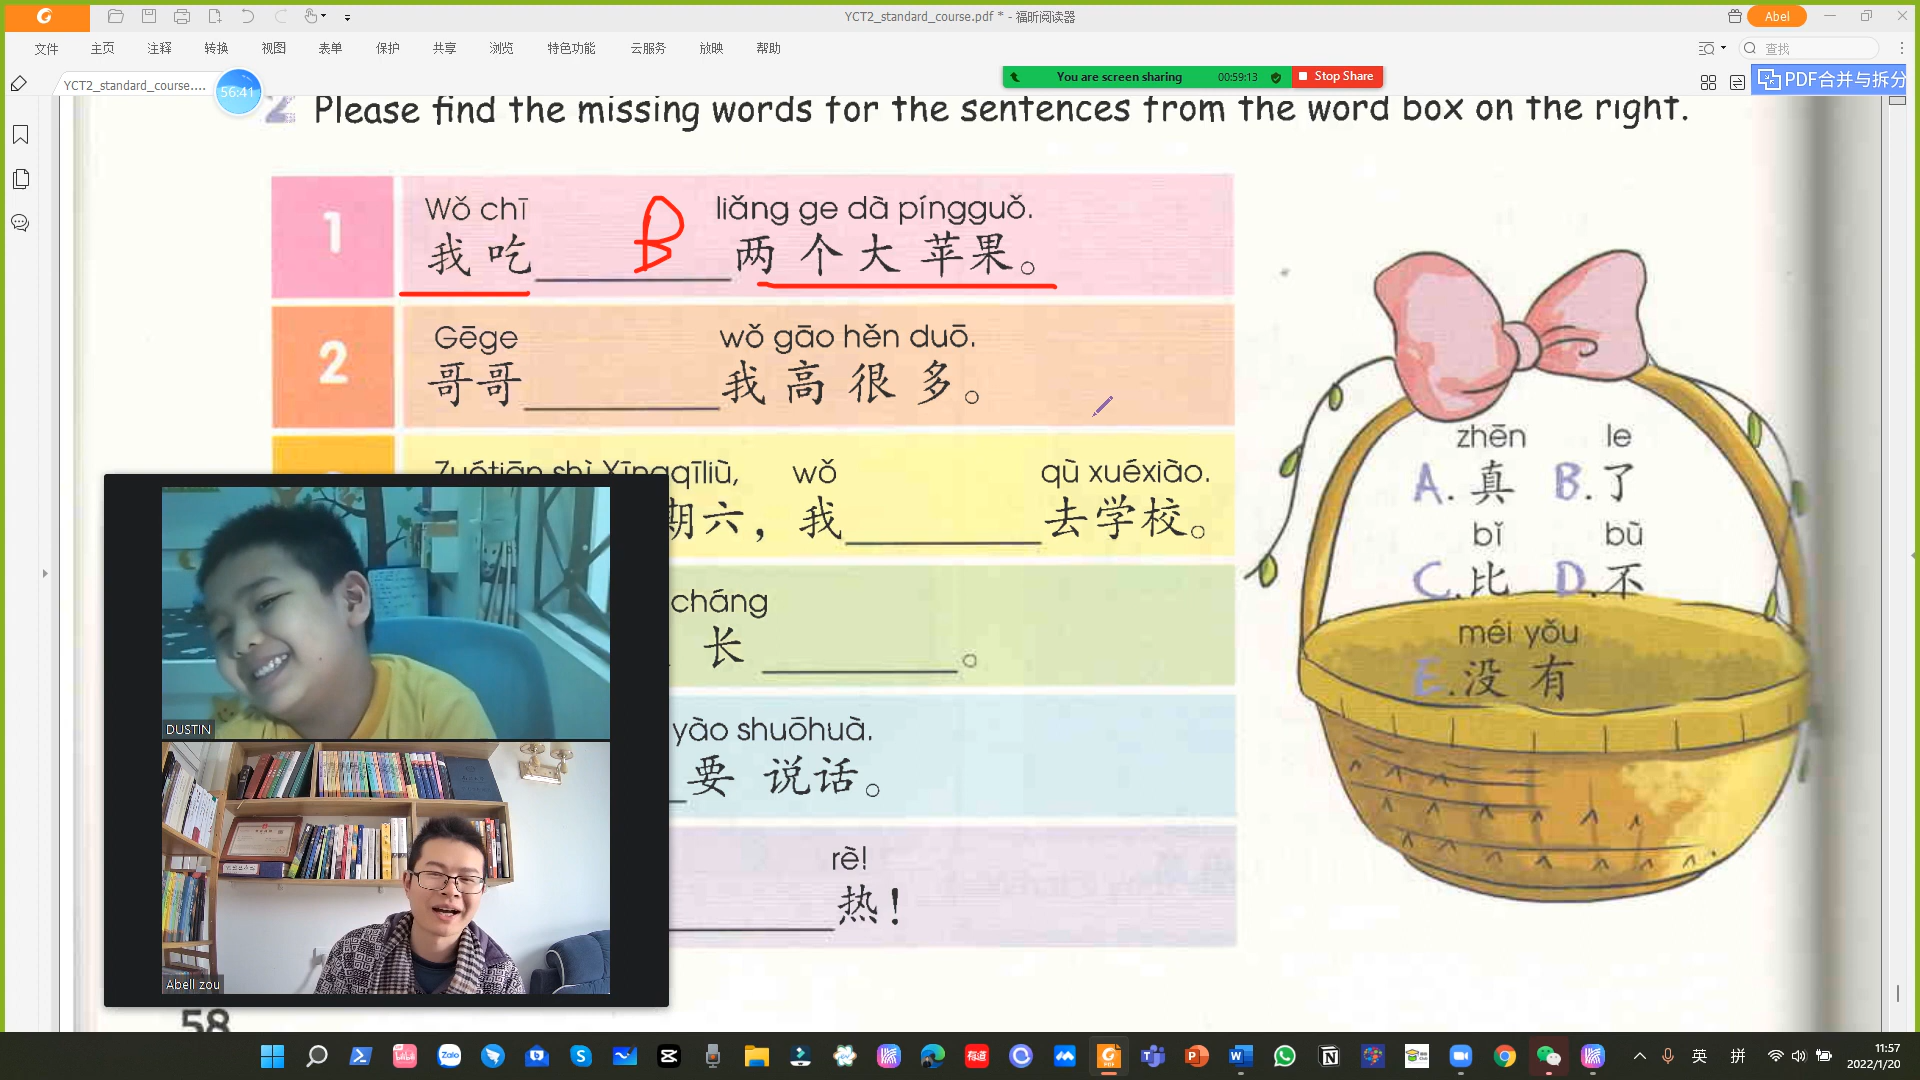 YCT2_standard_course.pdf * - 福昕阅读器
Abel
文件 主页 注释 转换 视图 表单 保护 共享 浏览 特色功能 云服务 放映 帮助
查找
You are screen sharing 00:59:13 Stop Share
YCT2_standard_course....
56:41
PDF合并与拆分
2 Please find the missing words for the sentences from the word box on the right.
1
Wǒ chī liǎng ge dà píngguǒ.
我 吃 B 两 个 大 苹果。
2
Gēge wǒ gāo hěn duō.
哥哥 我 高 很 多。
Zuótiān shì Xīngqīliù, wǒ qù xuéxiào.
期六，我 去学校。
cháng
长 。
yào shuōhuà.
要 说话。
rè!
热！
zhēn le
A. 真 B. 了
bǐ bù
C. 比 D. 不
méi yǒu
E. 没 有
DUSTIN
Abell zou
58
英 拼
11:57
2022/1/20